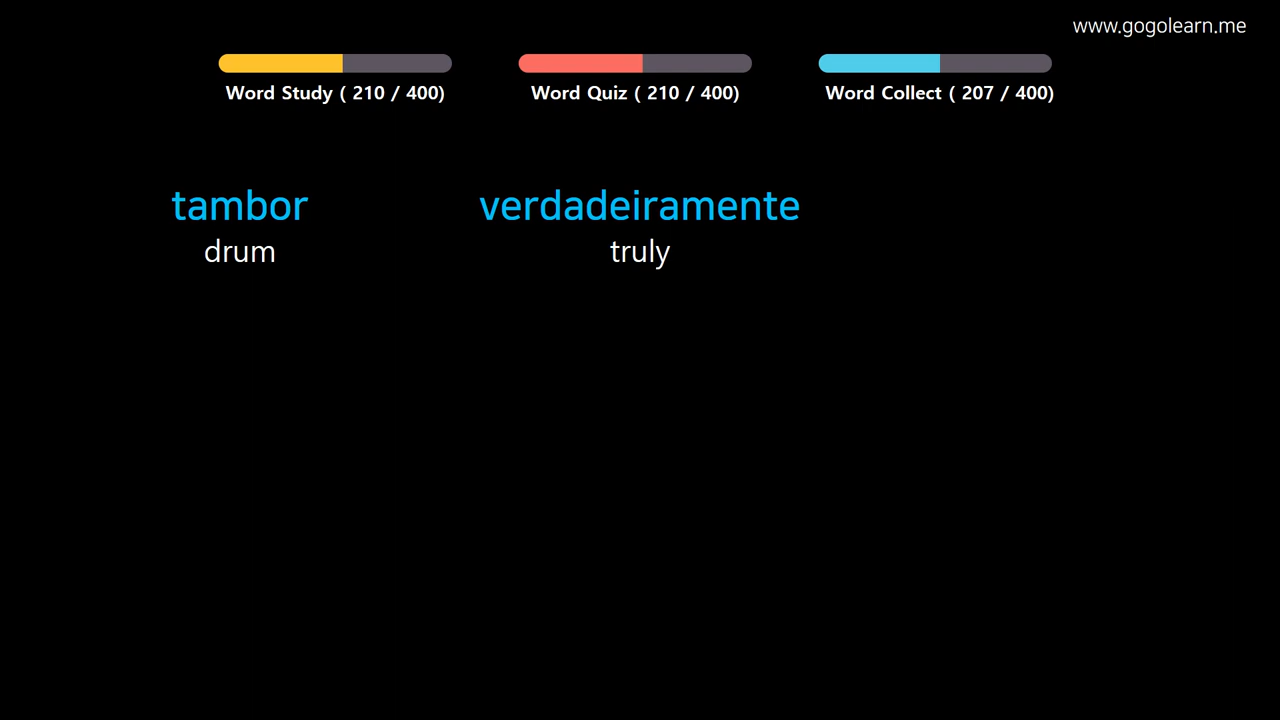 www.gogolearn.me
Word Study ( 210 / 400)
Word Quiz ( 210 / 400)
Word Collect ( 207 / 400)
tambor
drum
verdadeiramente
truly